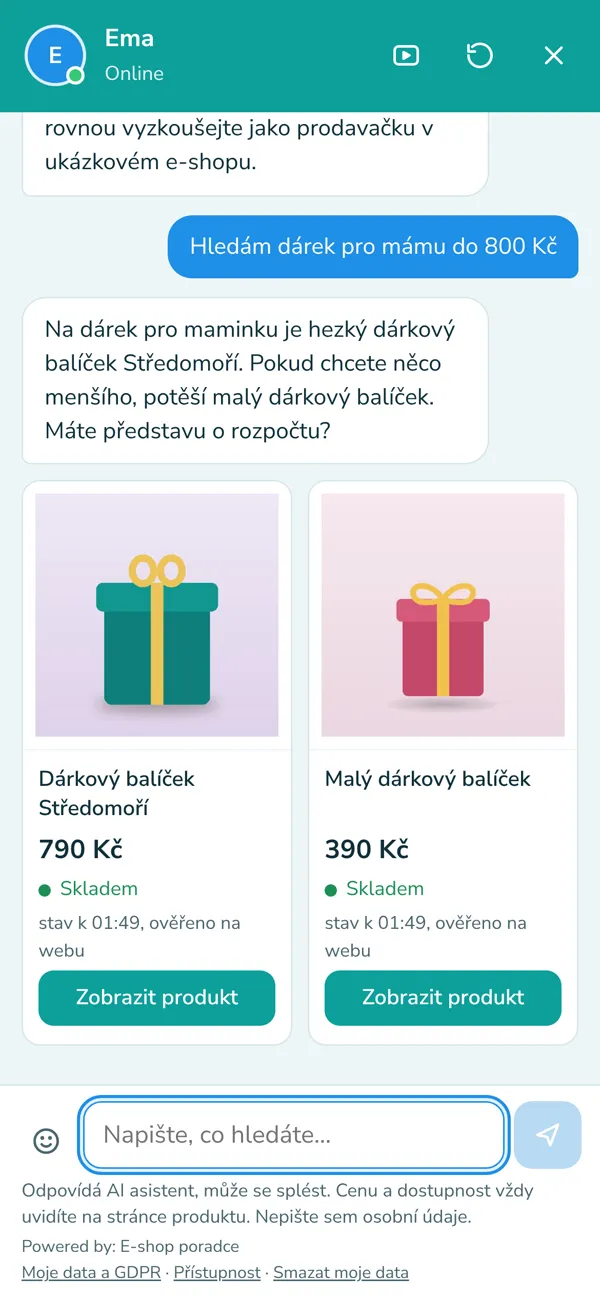 E
Ema
Online
rovnou vyzkoušejte jako prodavačku v
ukázkovém e-shopu.
Hledám dárek pro mámu do 800 Kč
Na dárek pro maminku je hezký dárkový
balíček Středomoří. Pokud chcete něco
menšího, potěší malý dárkový balíček.
Máte představu o rozpočtu?
Dárkový balíček
Středomoří
790 Kč
Skladem
stav k 01:49, ověřeno na
webu
Zobrazit produkt
Malý dárkový balíček
390 Kč
Skladem
stav k 01:49, ověřeno na
webu
Zobrazit produkt
Napište, co hledáte...
Odpovídá AI asistent, může se splést. Cenu a dostupnost vždy
uvidíte na stránce produktu. Nepište sem osobní údaje.
Powered by: E-shop poradce
Moje data a GDPR · Přístupnost · Smazat moje data